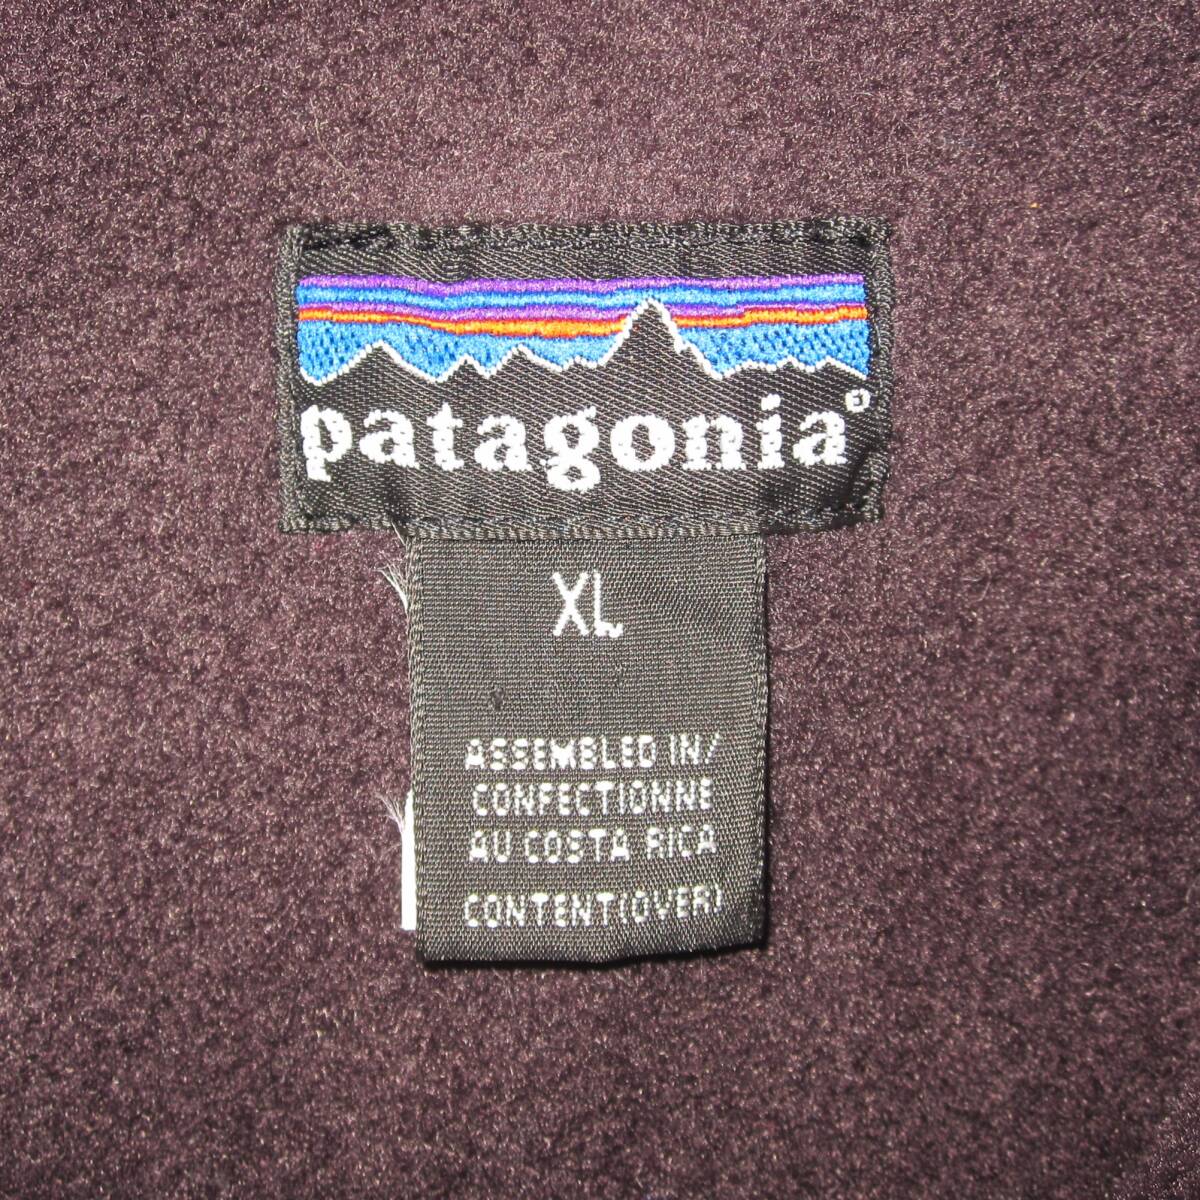 patagonia®
XL
ASSEMBLED IN/
CONFECTIONNE
AU COSTA RICA
CONTENT(OVER)